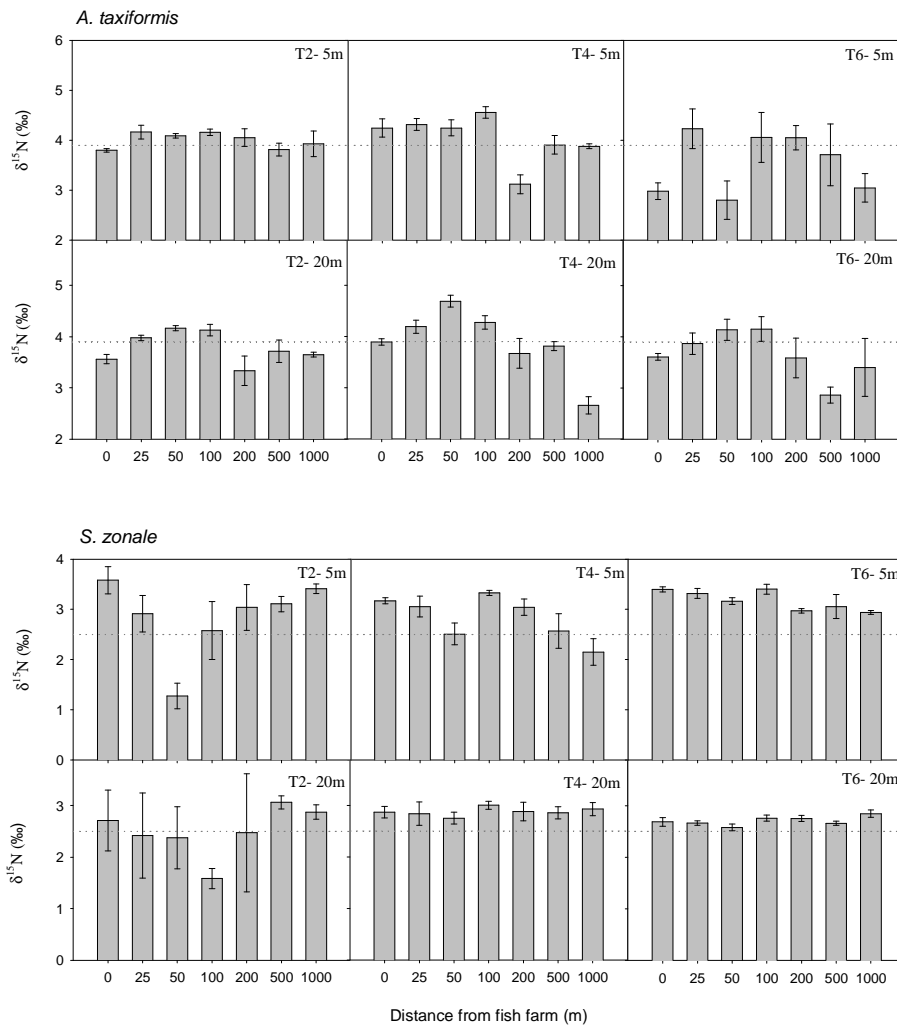 A. taxiformis
6
5
4
3
2
δ¹⁵N (‰)
T2- 5m
T4- 5m
T6- 5m
5
4
3
2
δ¹⁵N (‰)
T2- 20m
T4- 20m
T6- 20m
0 25 50 100 200 500 1000
0 25 50 100 200 500 1000
0 25 50 100 200 500 1000
S. zonale
4
3
2
1
0
δ¹⁵N (‰)
T2- 5m
T4- 5m
T6- 5m
3
2
1
0
δ¹⁵N (‰)
T2- 20m
T4- 20m
T6- 20m
0 25 50 100 200 500 1000
0 25 50 100 200 500 1000
0 25 50 100 200 500 1000
Distance from fish farm (m)